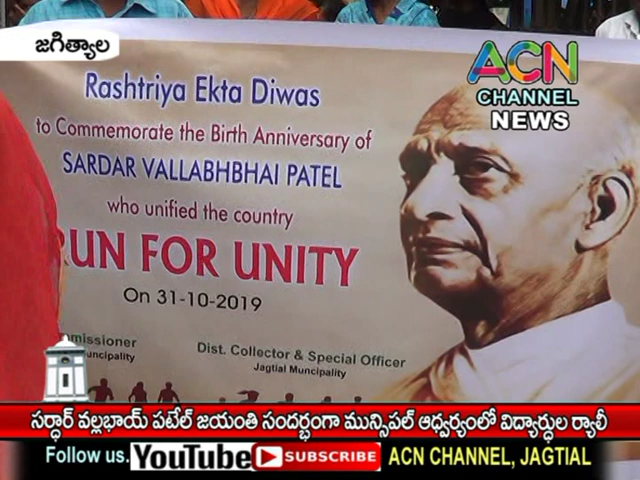 జగిత్యాల
ACN
CHANNEL
NEWS
Rashtriya Ekta Diwas
to Commemorate the Birth Anniversary of
SARDAR VALLABHBHAI PATEL
who unified the country
RUN FOR UNITY
On 31-10-2019
mmissioner
unicipality
Dist. Collector & Special Officer
Jagtial Muncipality
సర్ధార్ వల్లభాయ్ పటేల్ జయంతి సందర్భంగా మున్సిపల్ ఆధ్వర్యంలో విద్యార్ధుల ర్యాలీ
Follow us. YouTube SUBSCRIBE ACN CHANNEL, JAGTIAL